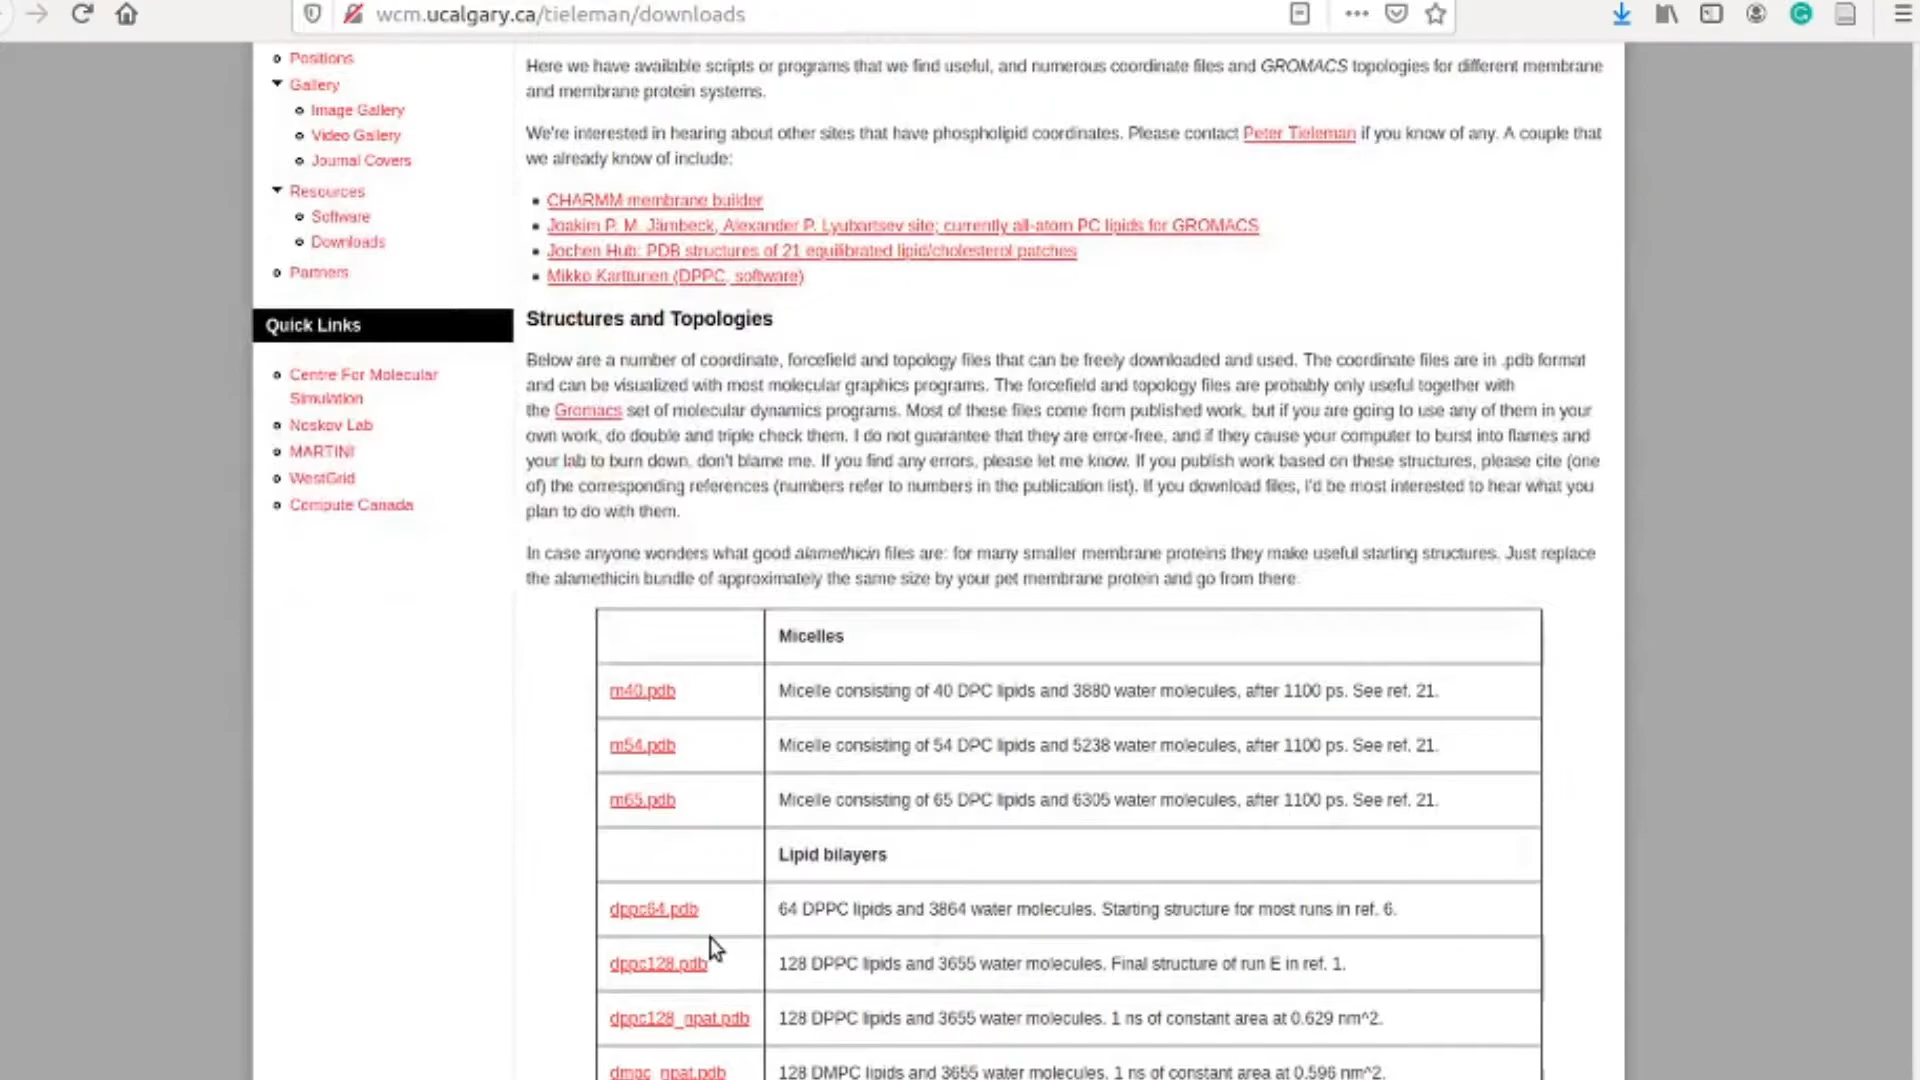 wcm.ucalgary.ca/tieleman/downloads
Positions
Gallery
Image Gallery
Video Gallery
Journal Covers
Resources
Software
Downloads
Partners
Quick Links
Centre For Molecular
Simulation
Noskov Lab
MARTINI
WestGrid
Compute Canada
Here we have available scripts or programs that we find useful, and numerous coordinate files and GROMACS topologies for different membrane
and membrane protein systems.
We're interested in hearing about other sites that have phospholipid coordinates. Please contact Peter Tieleman if you know of any. A couple that
we already know of include:
CHARMM membrane builder
Joakim P. M. Jämbeck, Alexander P. Lyubartsev site; currently all-atom PC lipids for GROMACS
Jochen Hub: PDB structures of 21 equilibrated lipid/cholesterol patches
Mikko Karttunen (DPPC, software)
Structures and Topologies
Below are a number of coordinate, forcefield and topology files that can be freely downloaded and used. The coordinate files are in .pdb format
and can be visualized with most molecular graphics programs. The forcefield and topology files are probably only useful together with
the Gromacs set of molecular dynamics programs. Most of these files come from published work, but if you are going to use any of them in your
own work, do double and triple check them. I do not guarantee that they are error-free, and if they cause your computer to burst into flames and
your lab to burn down, don't blame me. If you find any errors, please let me know. If you publish work based on these structures, please cite (one
of) the corresponding references (numbers refer to numbers in the publication list). If you download files, I'd be most interested to hear what you
plan to do with them.
In case anyone wonders what good alamethicin files are: for many smaller membrane proteins they make useful starting structures. Just replace
the alamethicin bundle of approximately the same size by your pet membrane protein and go from there.
Micelles
m40.pdb Micelle consisting of 40 DPC lipids and 3880 water molecules, after 1100 ps. See ref. 21.
m54.pdb Micelle consisting of 54 DPC lipids and 5238 water molecules, after 1100 ps. See ref. 21.
m65.pdb Micelle consisting of 65 DPC lipids and 6305 water molecules, after 1100 ps. See ref. 21.
Lipid bilayers
dppc64.pdb 64 DPPC lipids and 3864 water molecules. Starting structure for most runs in ref. 6.
dppc128.pdb 128 DPPC lipids and 3655 water molecules. Final structure of run E in ref. 1.
dppc128_npat.pdb 128 DPPC lipids and 3655 water molecules. 1 ns of constant area at 0.629 nm^2.
dmpc_npat.pdb 128 DMPC lipids and 3655 water molecules. 1 ns of constant area at 0.596 nm^2.